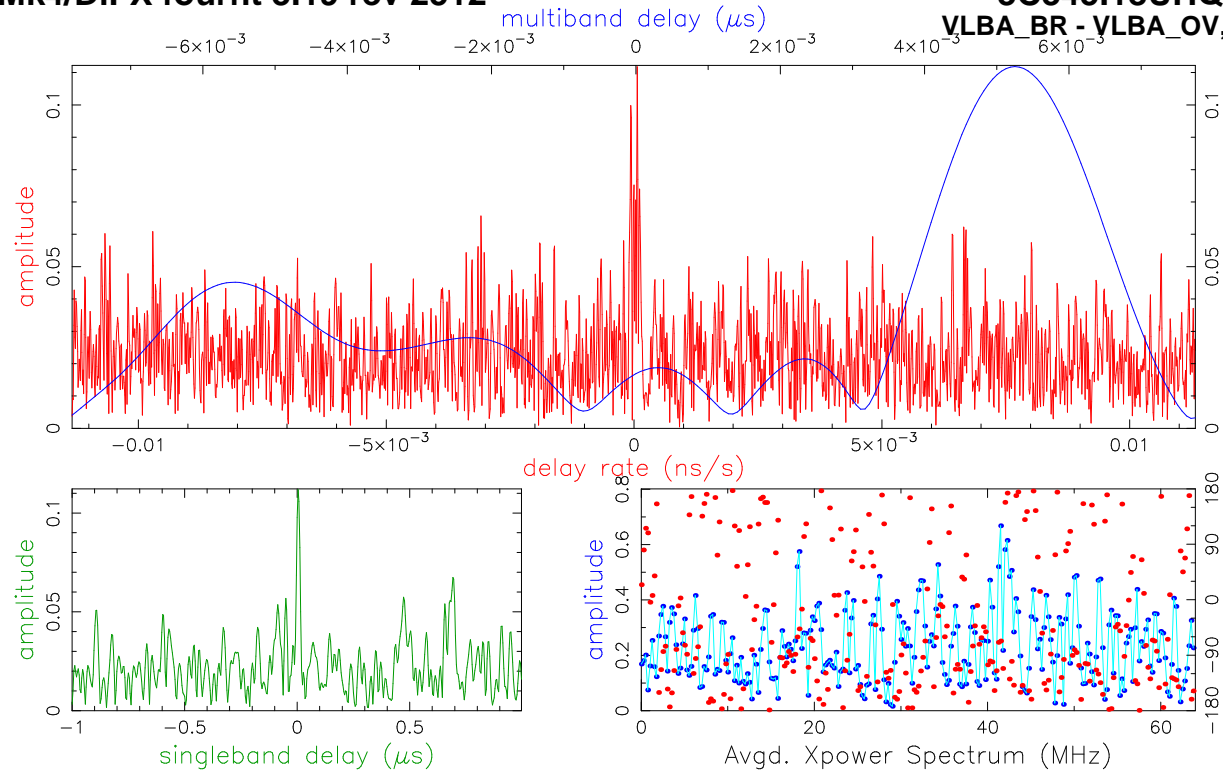 multiband delay (μs)
VLBA_BR - VLBA_OV,
−6×10−3 −4×10−3 −2×10−3 0 2×10−3 4×10−3 6×10−3
amplitude
0.1 0.1
0.05 0.05
0 0
−0.01 −5×10−3 0 5×10−3 0.01
delay rate (ns/s)
amplitude
0.1
0.05
0
−1 −0.5 0 0.5
singleband delay (μs)
amplitude
0.8 180
0.6 90
0.4 0
0.2 −90
0 −180
0 20 40 60
Avgd. Xpower Spectrum (MHz)